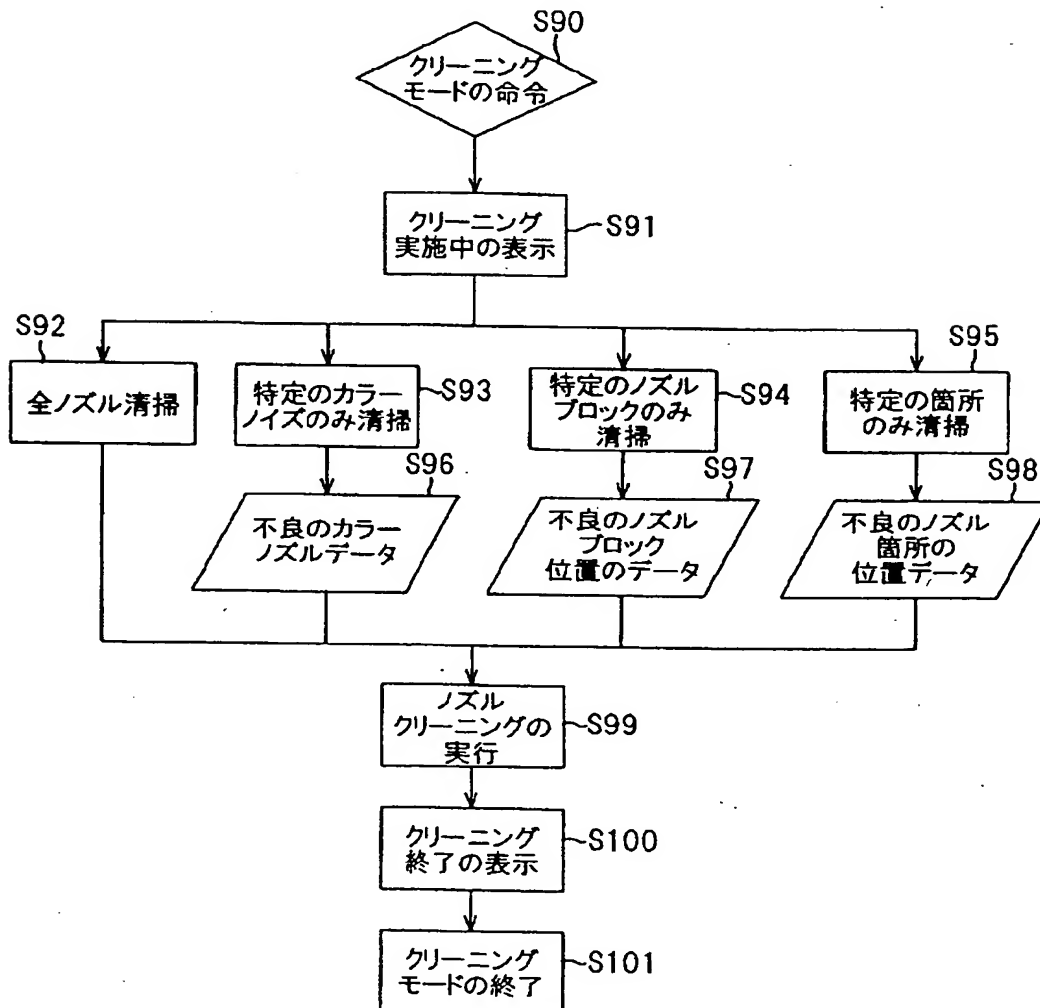 S90
クリーニング
モードの命令
クリーニング
実施中の表示
S91
S92
全ノズル清掃
特定のカラー
ノイズのみ清掃
S93
特定のノズル
ブロックのみ
清掃
S94
S95
特定の箇所
のみ清掃
S96
不良のカラー
ノズルデータ
S97
不良のノズル
ブロック
位置のデータ
S98
不良のノズル
箇所の
位置データ
ノズル
クリーニングの
実行
S99
クリーニング
終了の表示
S100
クリーニング
モードの終了
S101